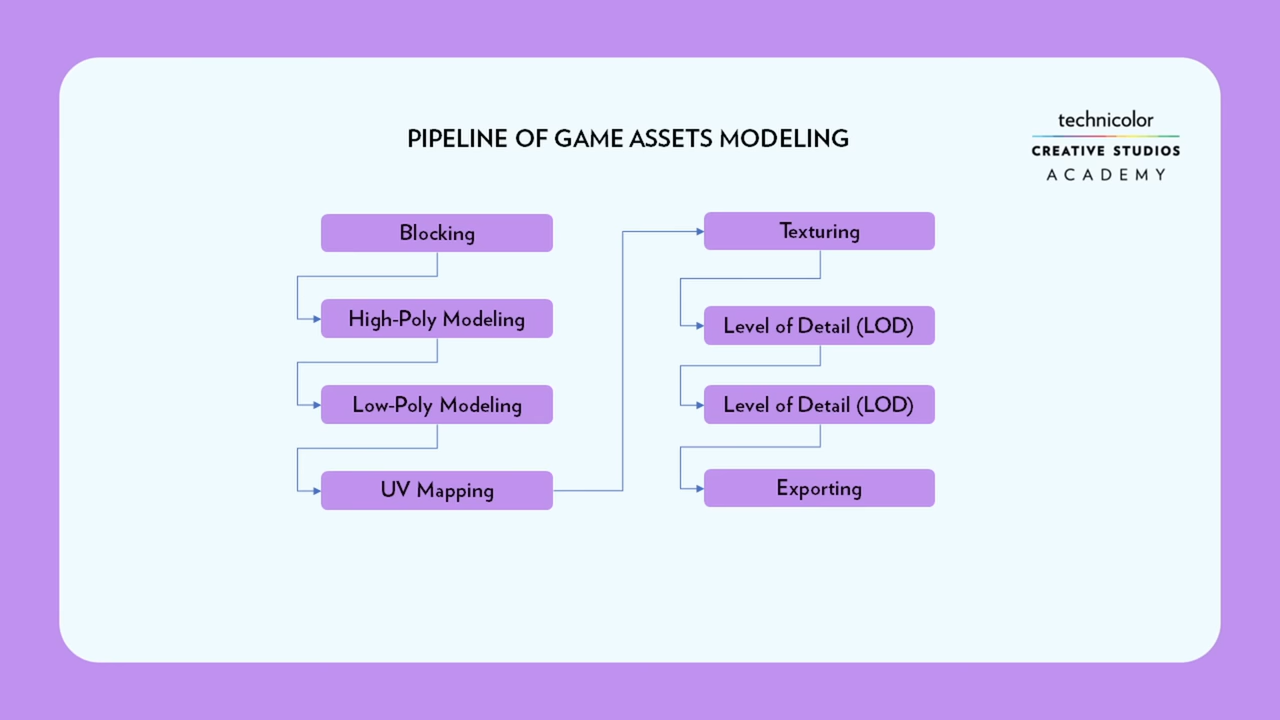 PIPELINE OF GAME ASSETS MODELING
technicolor
CREATIVE STUDIOS
ACADEMY
Blocking
High-Poly Modeling
Low-Poly Modeling
UV Mapping
Texturing
Level of Detail (LOD)
Level of Detail (LOD)
Exporting